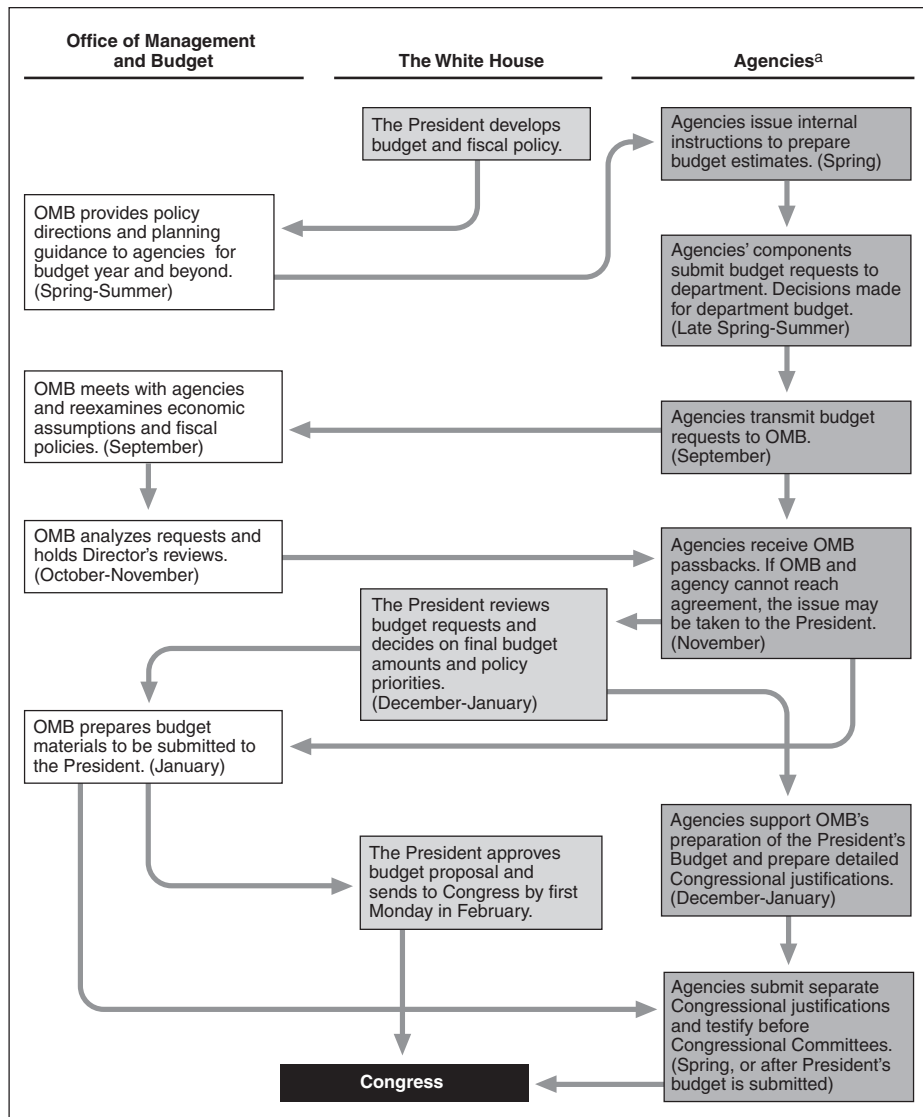 Office of Management
and Budget
The White House
Agenciesa
The President develops
budget and fiscal policy.
Agencies issue internal
instructions to prepare
budget estimates. (Spring)
OMB provides policy
directions and planning
guidance to agencies for
budget year and beyond.
(Spring-Summer)
Agencies' components
submit budget requests to
department. Decisions made
for department budget.
(Late Spring-Summer)
OMB meets with agencies
and reexamines economic
assumptions and fiscal
policies. (September)
Agencies transmit budget
requests to OMB.
(September)
OMB analyzes requests and
holds Director's reviews.
(October-November)
Agencies receive OMB
passbacks. If OMB and
agency cannot reach
agreement, the issue may
be taken to the President.
(November)
The President reviews
budget requests and
decides on final budget
amounts and policy
priorities.
(December-January)
OMB prepares budget
materials to be submitted to
the President. (January)
Agencies support OMB's
preparation of the President's
Budget and prepare detailed
Congressional justifications.
(December-January)
The President approves
budget proposal and
sends to Congress by first
Monday in February.
Agencies submit separate
Congressional justifications
and testify before
Congressional Committees.
(Spring, or after President's
budget is submitted)
Congress